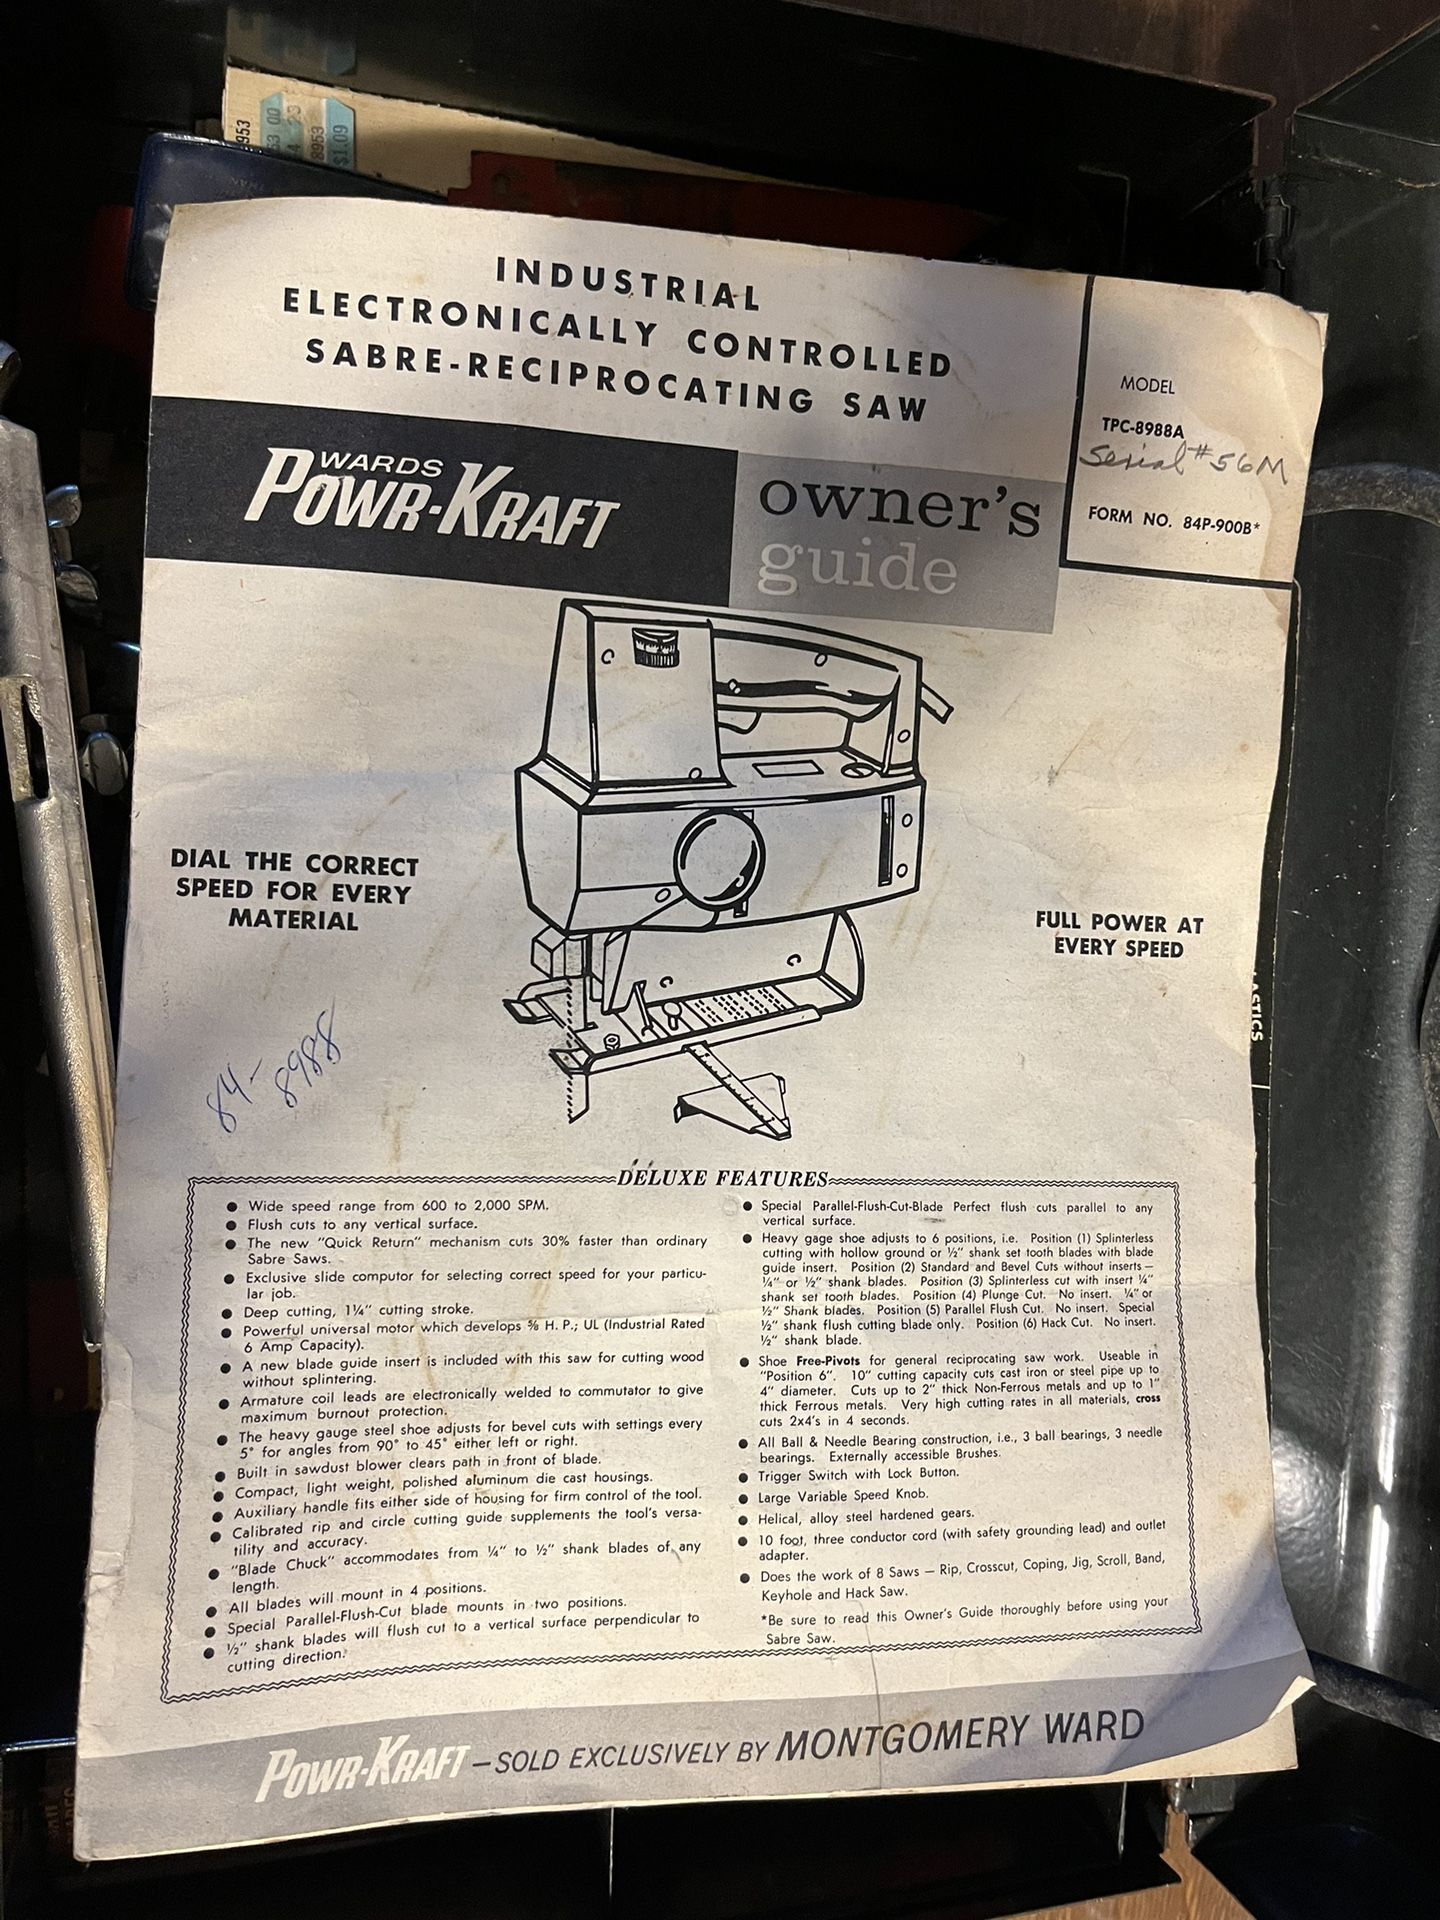 8953
$1.09
INDUSTRIAL
ELECTRONICALLY CONTROLLED
SABRE-RECIPROCATING SAW
MODEL
TPC-8988A
Serial # 56M
FORM NO. 84P-900B*
WARDS
POWR-KRAFT
owner's
guide
DIAL THE CORRECT
SPEED FOR EVERY
MATERIAL
FULL POWER AT
EVERY SPEED
84-
8988
DELUXE FEATURES
● Wide speed range from 600 to 2,000 SPM.
● Flush cuts to any vertical surface.
● The new "Quick Return" mechanism cuts 30% faster than ordinary
Sabre Saws.
● Exclusive slide computor for selecting correct speed for your particu-
lar job.
● Deep cutting, 1¼" cutting stroke.
● Powerful universal motor which develops ⅝ H. P.; UL (Industrial Rated
6 Amp Capacity).
● A new blade guide insert is included with this saw for cutting wood
without splintering.
● Armature coil leads are electronically welded to commutator to give
maximum burnout protection.
● The heavy gauge steel shoe adjusts for bevel cuts with settings every
5° for angles from 90° to 45° either left or right.
● Built in sawdust blower clears path in front of blade.
● Compact, light weight, polished aluminum die cast housings.
● Auxiliary handle fits either side of housing for firm control of the tool.
● Calibrated rip and circle cutting guide supplements the tool's versa-
tility and accuracy.
● "Blade Chuck" accommodates from ¼" to ½" shank blades of any
length.
● All blades will mount in 4 positions.
● Special Parallel-Flush-Cut blade mounts in two positions.
● ½" shank blades will flush cut to a vertical surface perpendicular to
cutting direction.
● Special Parallel-Flush-Cut-Blade Perfect flush cuts parallel to any
vertical surface.
● Heavy gage shoe adjusts to 6 positions, i.e. Position (1) Splinterless
cutting with hollow ground or ½" shank set tooth blades with blade
guide insert. Position (2) Standard and Bevel Cuts without inserts—
¼" or ½" shank blades. Position (3) Splinterless cut with insert ¼"
shank set tooth blades. Position (4) Plunge Cut. No insert. ¼" or
½" Shank blades. Position (5) Parallel Flush Cut. No insert. Special
½" shank flush cutting blade only. Position (6) Hack Cut. No insert.
½" shank blade.
● Shoe Free-Pivots for general reciprocating saw work. Useable in
"Position 6". 10" cutting capacity cuts cast iron or steel pipe up to
4" diameter. Cuts up to 2" thick Non-Ferrous metals and up to 1"
thick Ferrous metals. Very high cutting rates in all materials, cross
cuts 2x4's in 4 seconds.
● All Ball & Needle Bearing construction, i.e., 3 ball bearings, 3 needle
bearings. Externally accessible Brushes.
● Trigger Switch with Lock Button.
● Large Variable Speed Knob.
● Helical, alloy steel hardened gears.
● 10 foot, three conductor cord (with safety grounding lead) and outlet
adapter.
● Does the work of 8 Saws — Rip, Crosscut, Coping, Jig, Scroll, Band,
Keyhole and Hack Saw.
*Be sure to read this Owner's Guide thoroughly before using your
Sabre Saw.
POWR-KRAFT—SOLD EXCLUSIVELY BY MONTGOMERY WARD